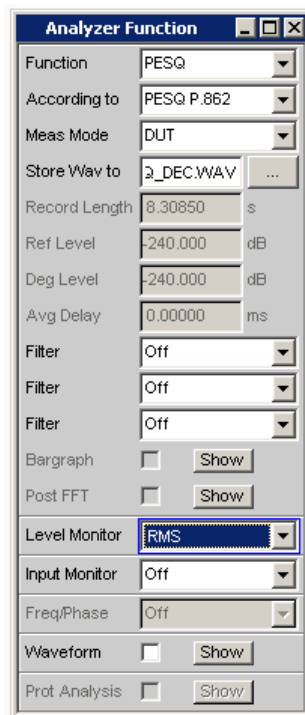 Analyzer Function
Function PESQ
According to PESQ P.862
Meas Mode DUT
Store Wav to Q_DEC.WAV ...
Record Length 8.30850 s
Ref Level -240.000 dB
Deg Level -240.000 dB
Avg Delay 0.00000 ms
Filter Off
Filter Off
Filter Off
Bargraph Show
Post FFT Show
Level Monitor RMS
Input Monitor Off
Freq/Phase Off
Waveform Show
Prot Analysis Show